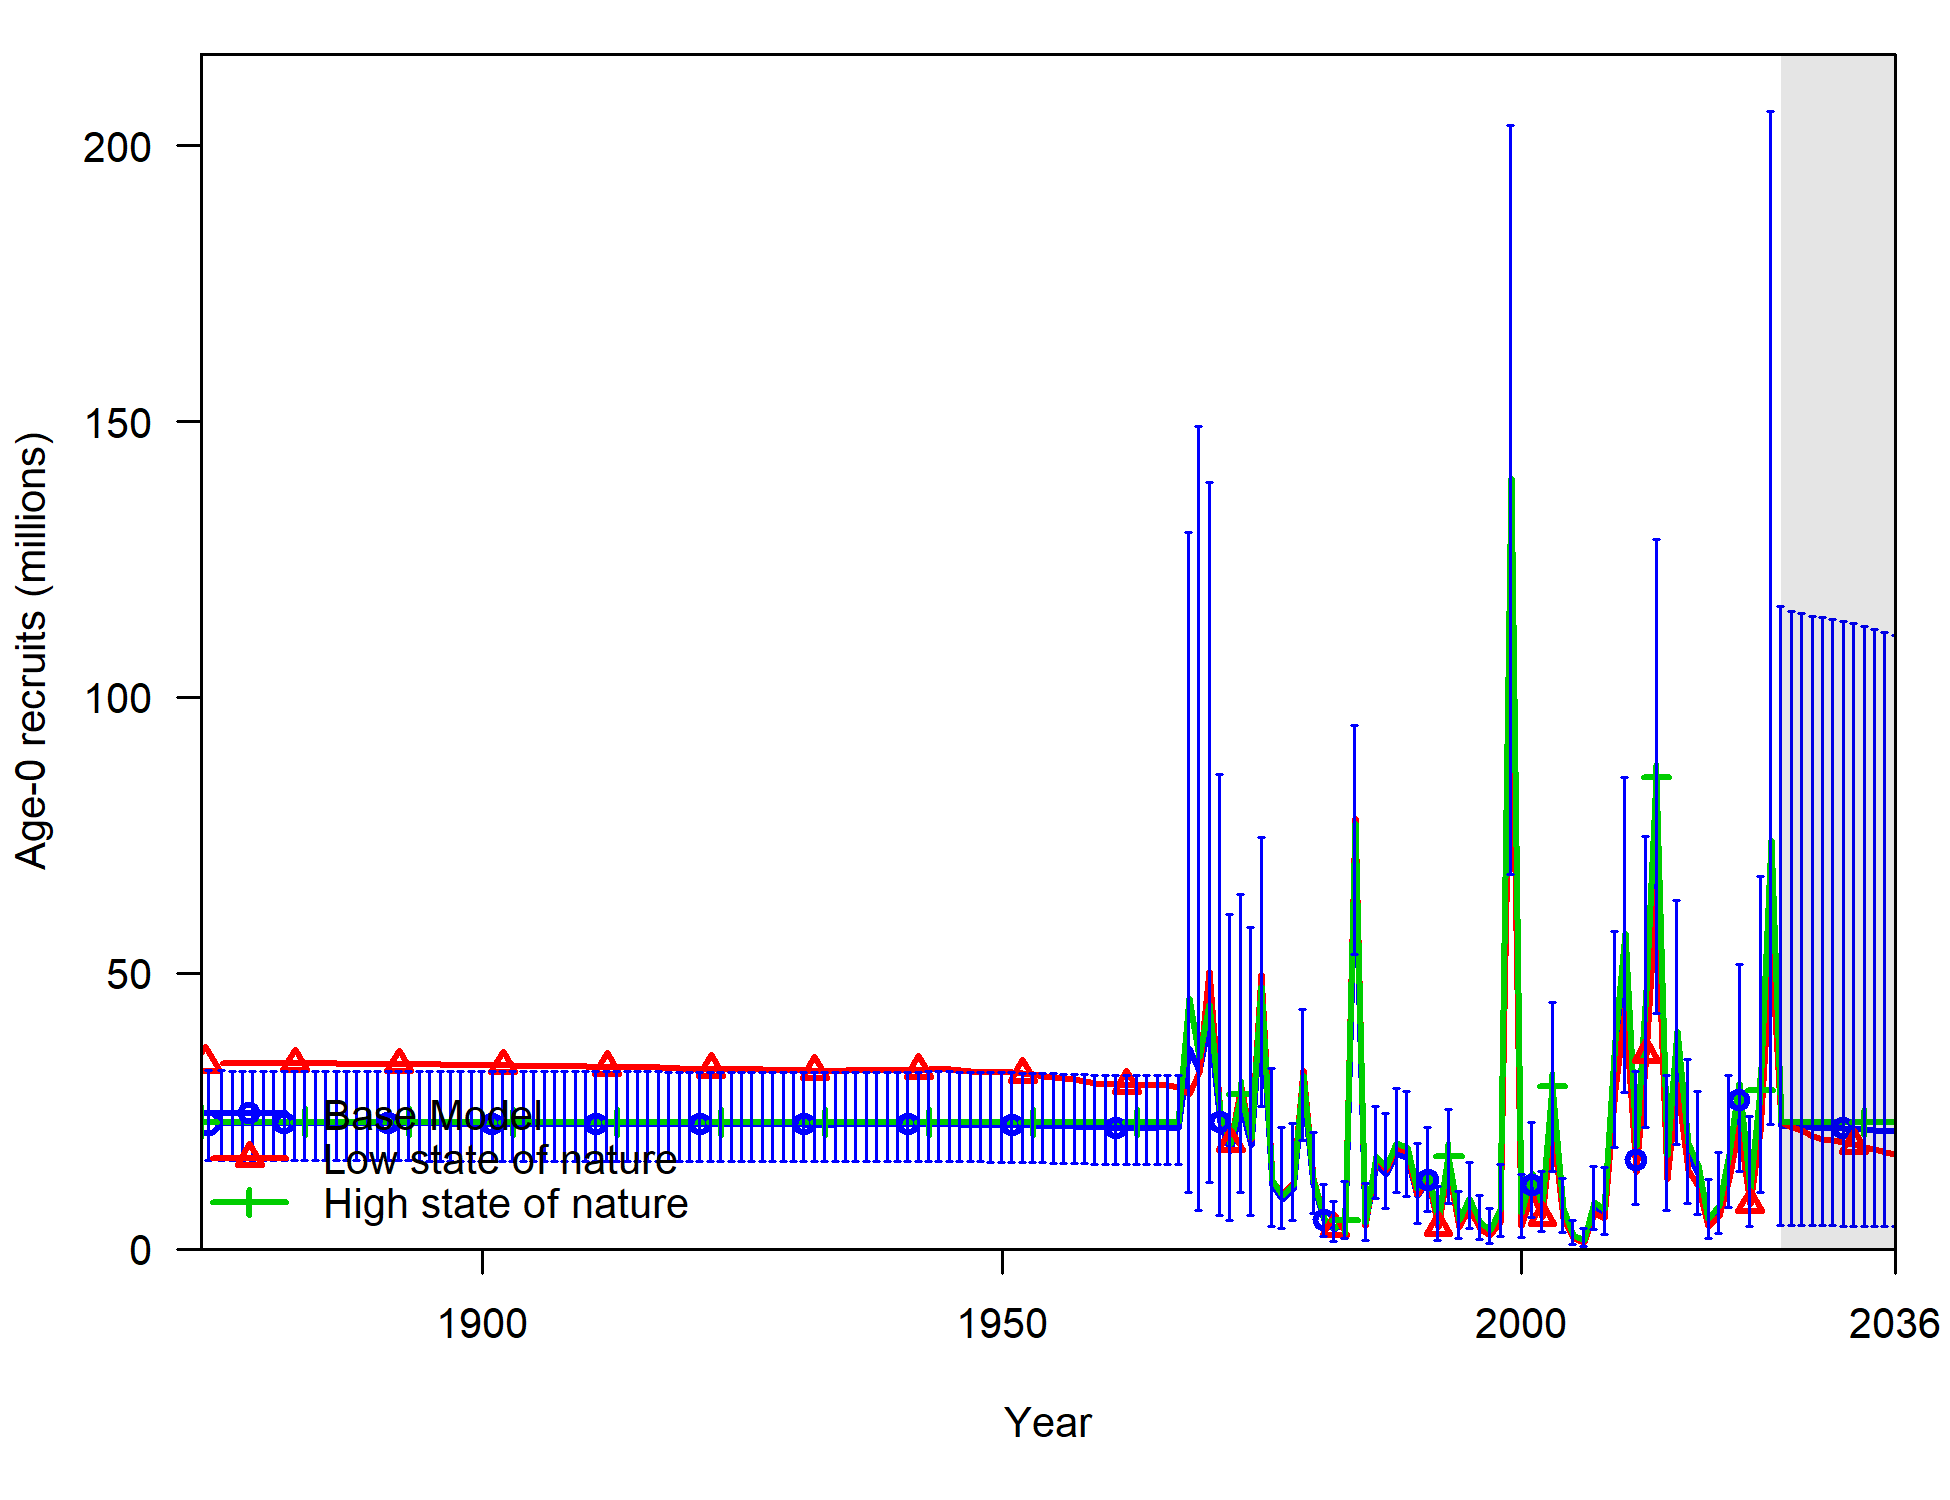 Age-0 recruits (millions)
200
150
100
50
0
Base Model
Low state of nature
High state of nature
1900
1950
2000
2036
Year